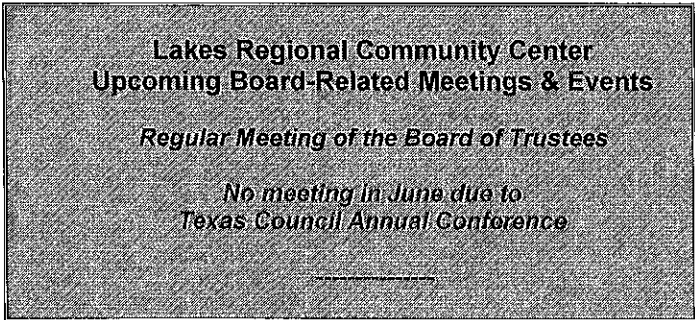 Lakes Regional Community Center
Upcoming Board-Related Meetings & Events
Regular Meeting of the Board of Trustees
No meeting in June due to
Texas Council Annual Conference